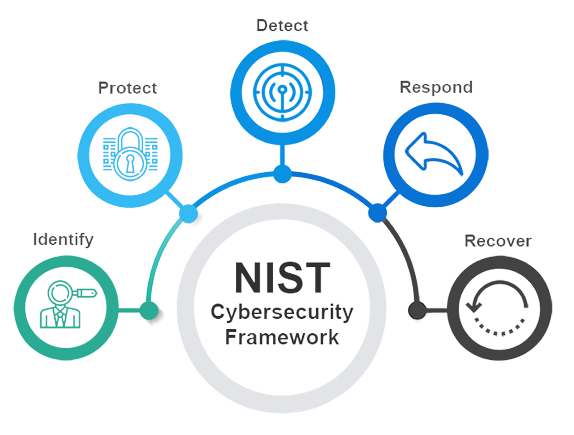 Detect
Protect
Respond
Identify
Recover
NIST
Cybersecurity
Framework